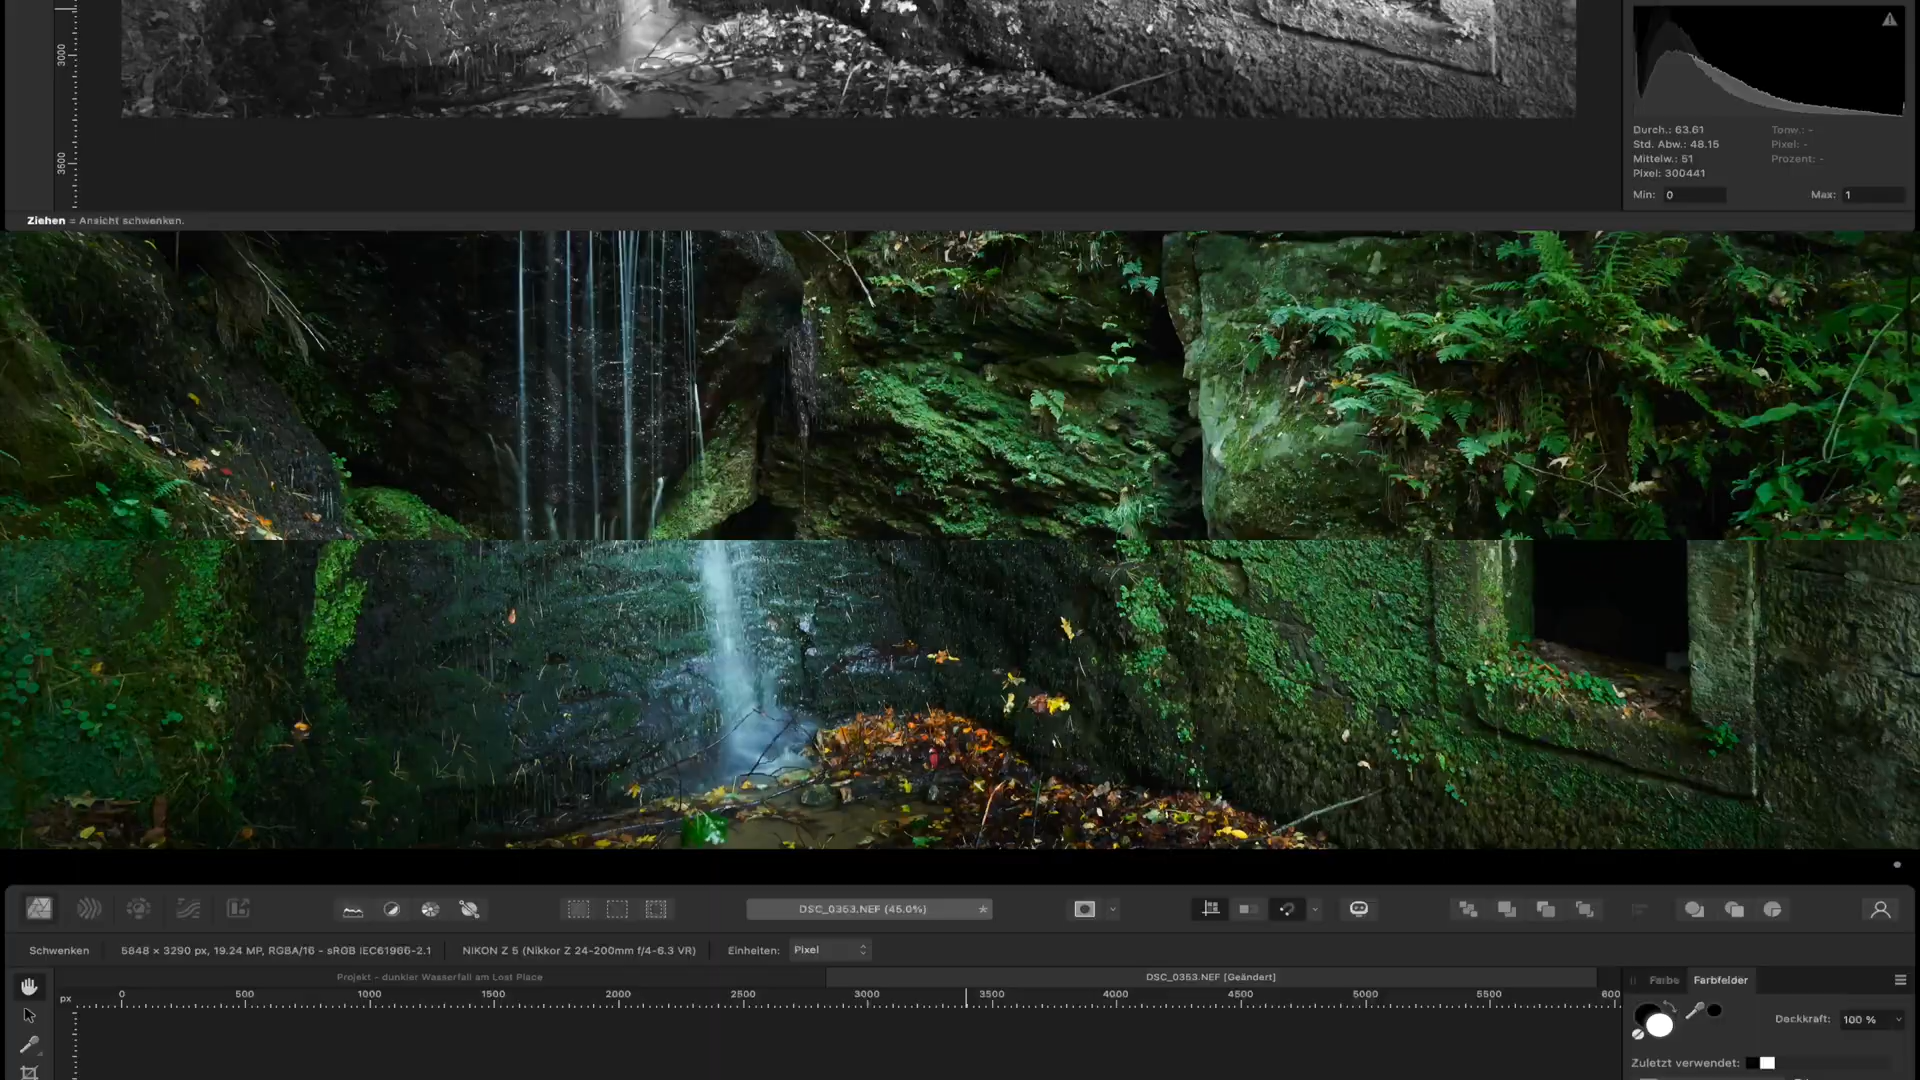 3000
3500
Durch.: 63.61
Std. Abw.: 48.15
Mittelw.: 51
Pixel: 300441
Tonw.: -
Pixel: -
Prozent: -
Min: 0
Max: 1
Ziehen = Ansicht schwenken.
DSC_0353.NEF (45.0%)
Schwenken
5848 × 3290 px, 19.24 MP, RGBA/16 - sRGB IEC61966-2.1
NIKON Z 5 (Nikkor Z 24-200mm f/4-6.3 VR)
Einheiten: Pixel
Projekt - dunkler Wasserfall am Lost Place
DSC_0353.NEF [Geändert]
px 0 500 1000 1500 2000 2500 3000 3500 4000 4500 5000 5500 600
Farbe Farbfelder
Deckkraft: 100 %
Zuletzt verwendet: